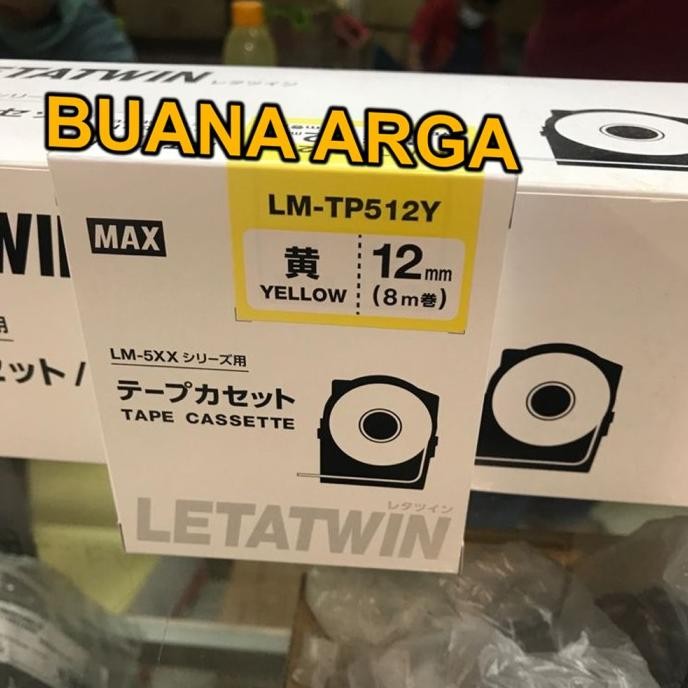 LETATWIN
レタツイン
BUANA ARGA
LM-TP512Y
MAX
黄
YELLOW
12mm
(8m巻)
LM-5XX シリーズ用
テープカセット
TAPE CASSETTE
レタツイン
LETATWIN